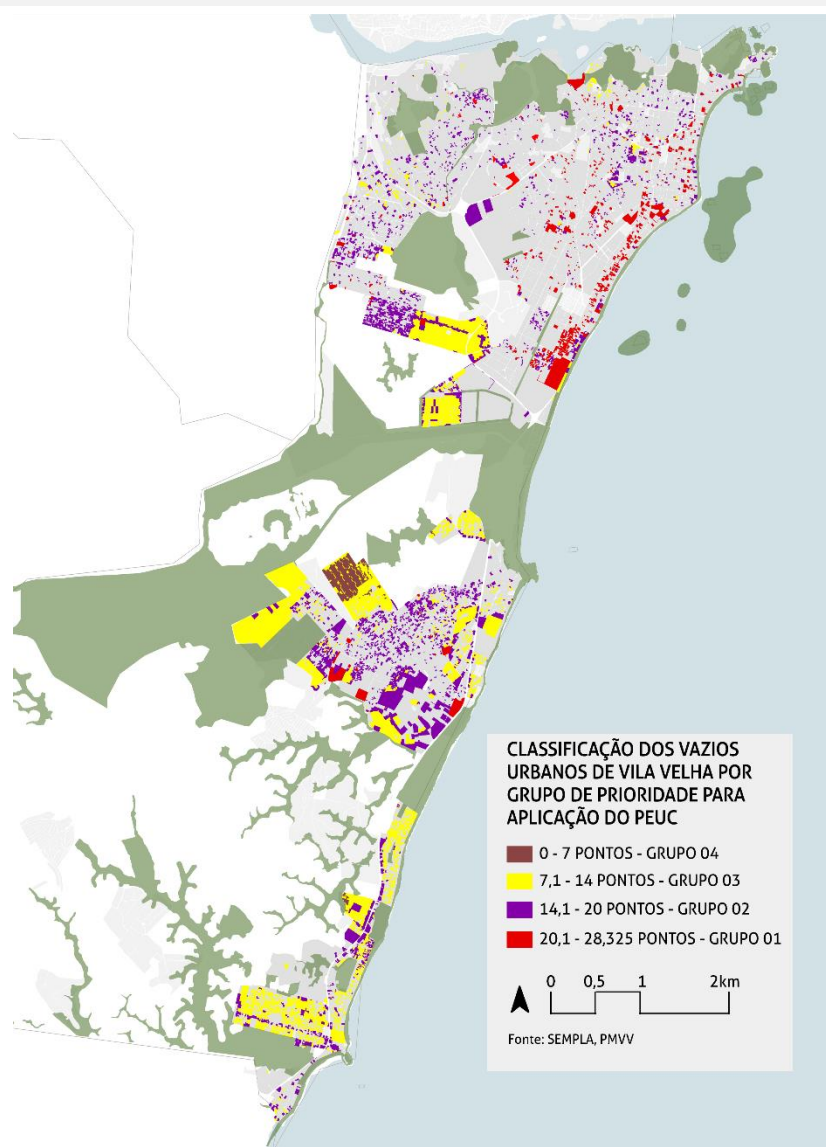 CLASSIFICAÇÃO DOS VAZIOS
URBANOS DE VILA VELHA POR
GRUPO DE PRIORIDADE PARA
APLICAÇÃO DO PEUC
0 - 7 PONTOS - GRUPO 04
7,1 - 14 PONTOS - GRUPO 03
14,1 - 20 PONTOS - GRUPO 02
20,1 - 28,325 PONTOS - GRUPO 01
0 0,5 1 2km
Fonte: SEMPLA, PMVV